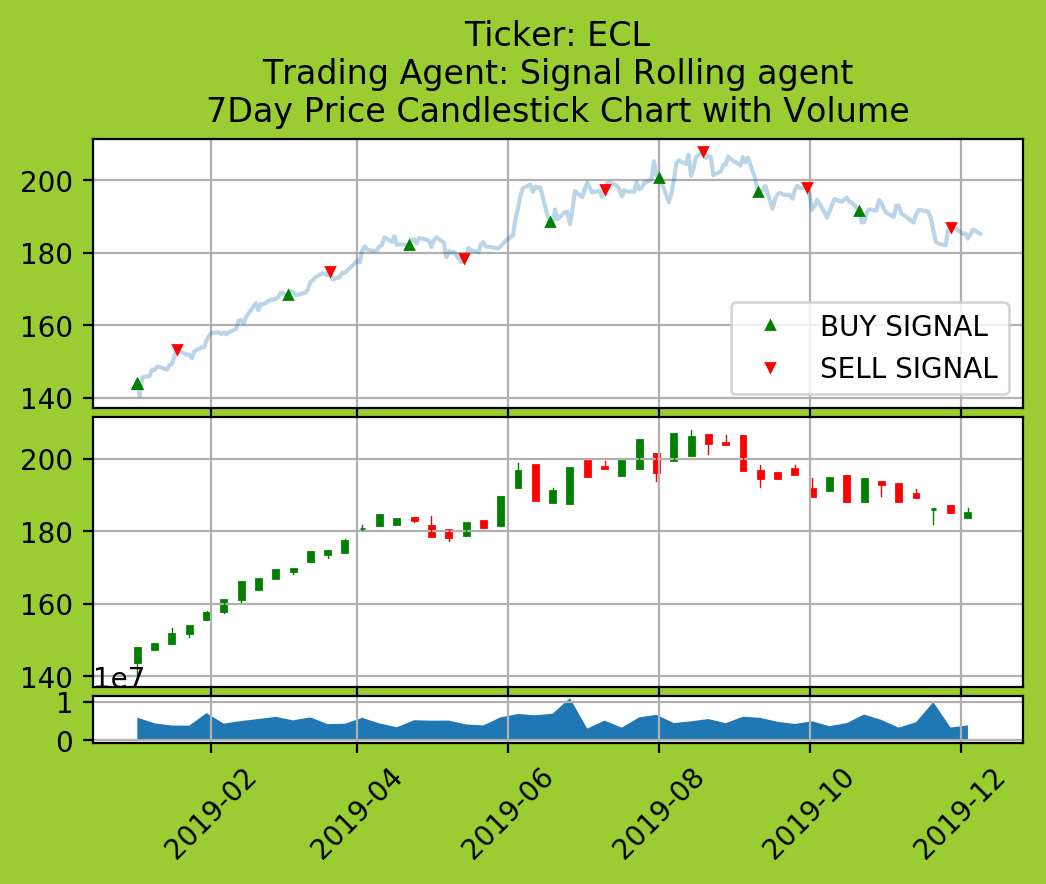 Ticker: ECL
Trading Agent: Signal Rolling agent
7Day Price Candlestick Chart with Volume
200
180
160
140
BUY SIGNAL
SELL SIGNAL
200
180
160
140
1e7
1
0
2019-02
2019-04
2019-06
2019-08
2019-10
2019-12